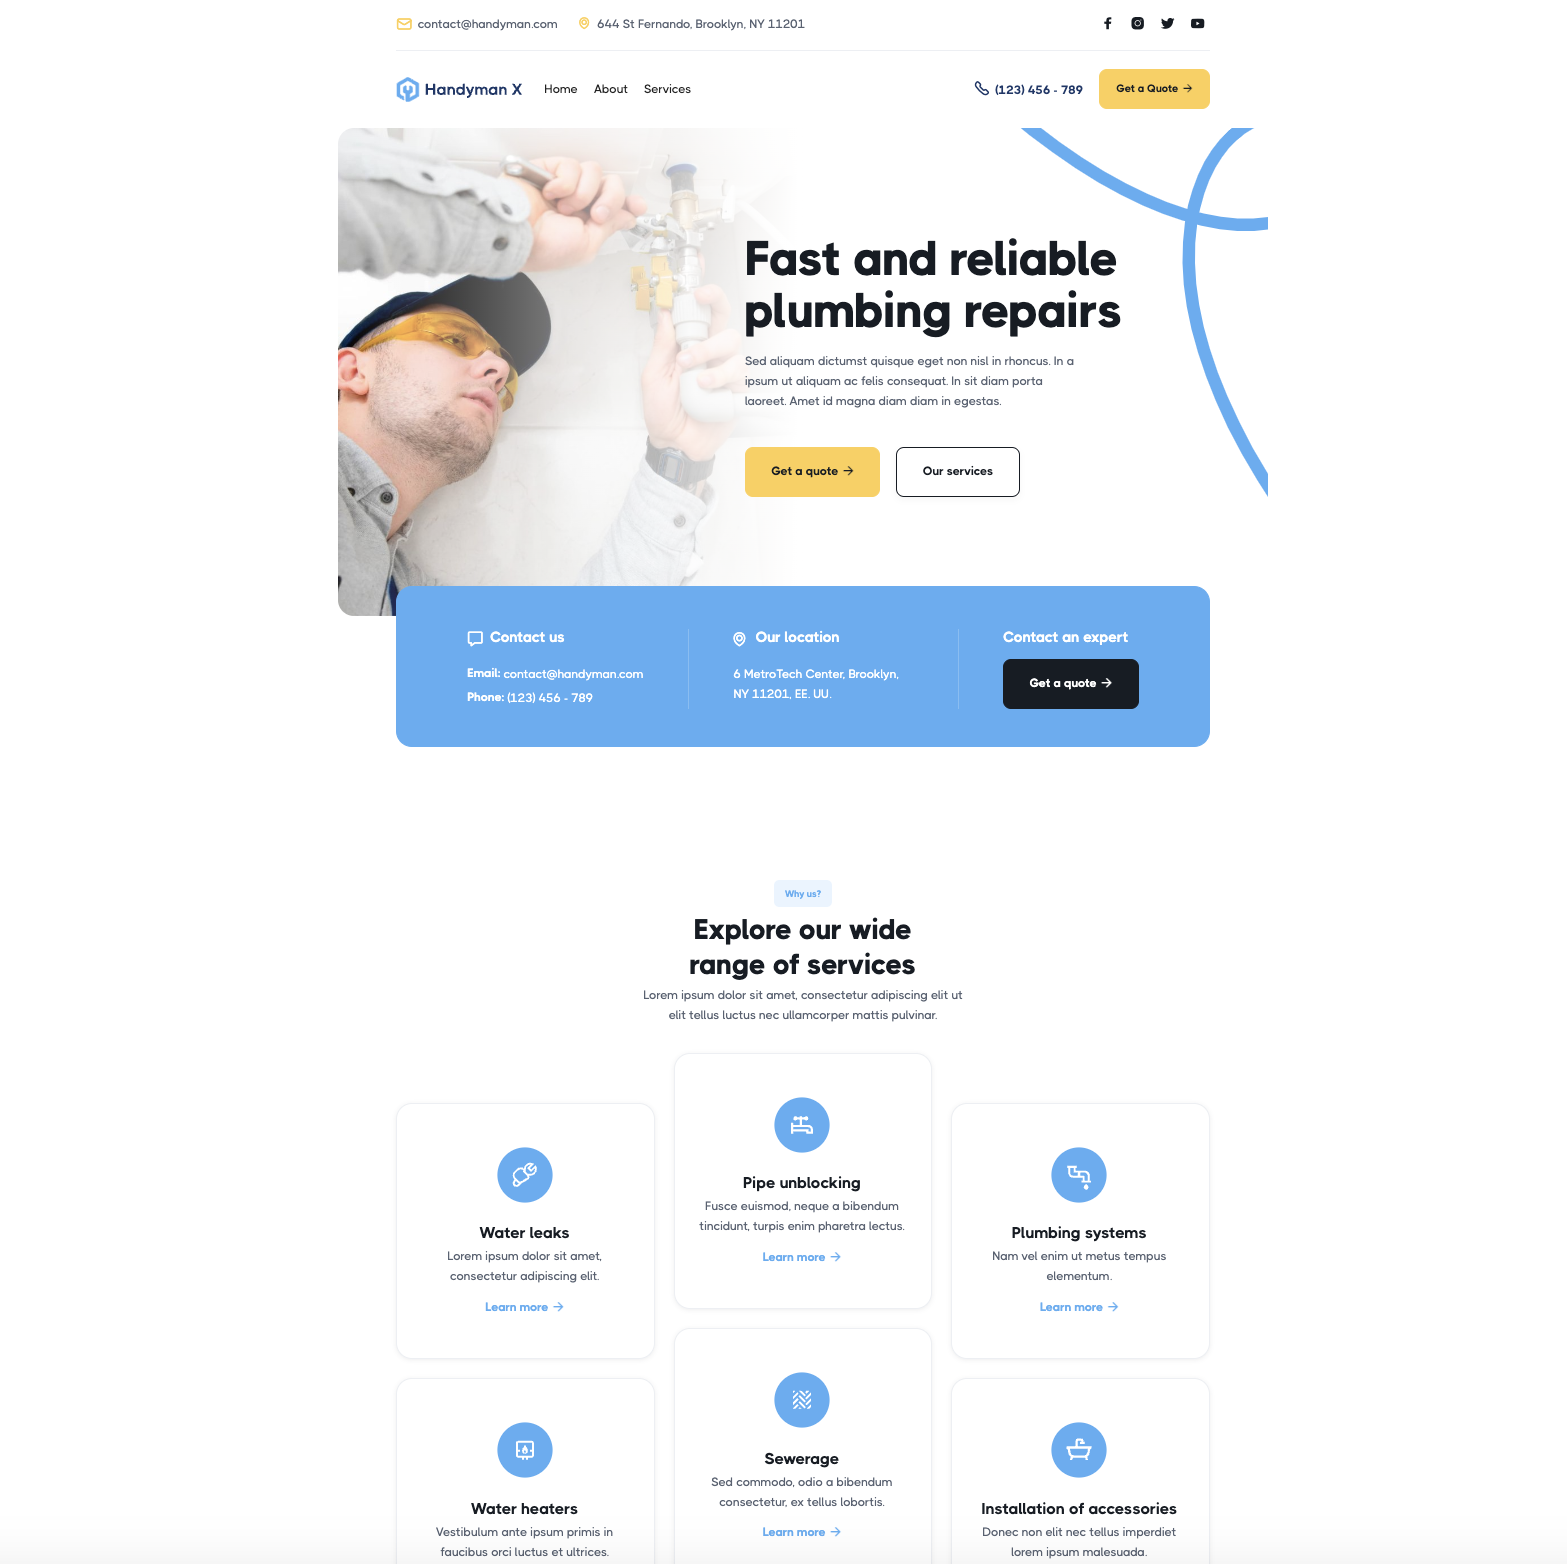 contact@handyman.com
644 St Fernando, Brooklyn, NY 11201
Handyman X
Home
About
Services
(123) 456 - 789
Get a Quote →
Fast and reliable
plumbing repairs
Sed aliquam dictumst quisque eget non nisl in rhoncus. In a
ipsum ut aliquam ac felis consequat. In sit diam porta
laoreet. Amet id magna diam diam in egestas.
Get a quote →
Our services
Contact us
Email: contact@handyman.com
Phone: (123) 456 - 789
Our location
6 MetroTech Center, Brooklyn,
NY 11201, EE. UU.
Contact an expert
Get a quote →
Why us?
Explore our wide
range of services
Lorem ipsum dolor sit amet, consectetur adipiscing elit ut
elit tellus luctus nec ullamcorper mattis pulvinar.
Water leaks
Lorem ipsum dolor sit amet,
consectetur adipiscing elit.
Learn more →
Pipe unblocking
Fusce euismod, neque a bibendum
tincidunt, turpis enim pharetra lectus.
Learn more →
Plumbing systems
Nam vel enim ut metus tempus
elementum.
Learn more →
Water heaters
Vestibulum ante ipsum primis in
faucibus orci luctus et ultrices.
Sewerage
Sed commodo, odio a bibendum
consectetur, ex tellus lobortis.
Learn more →
Installation of accessories
Donec non elit nec tellus imperdiet
lorem ipsum malesuada.